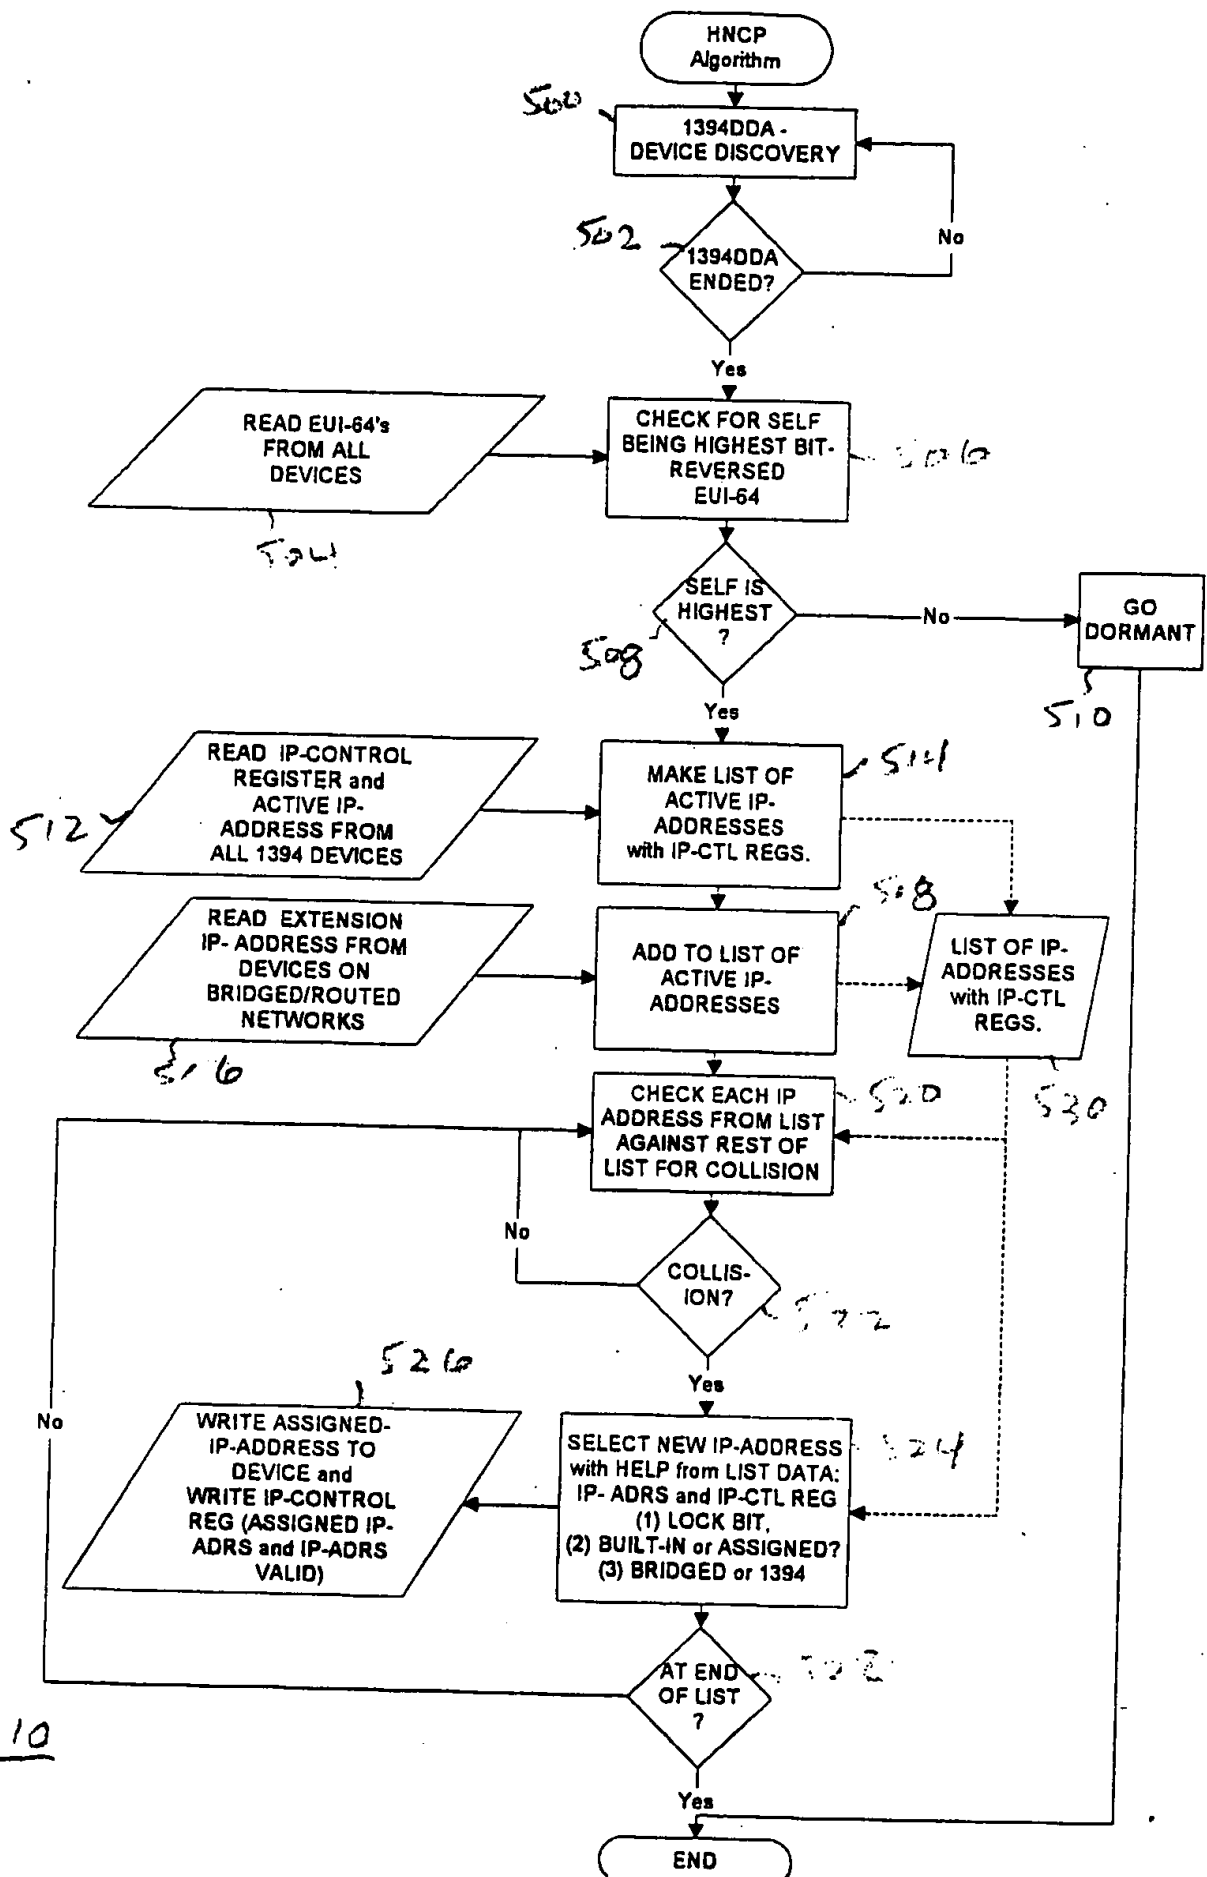 HNCP
Algorithm
500
1394DDA -
DEVICE DISCOVERY
502
1394DDA
ENDED?
No
Yes
READ EUI-64's
FROM ALL
DEVICES
504
CHECK FOR SELF
BEING HIGHEST BIT-
REVERSED
EUI-64
506
SELF IS
HIGHEST
?
508
No
GO
DORMANT
510
Yes
READ IP-CONTROL
REGISTER and
ACTIVE IP-
ADDRESS FROM
ALL 1394 DEVICES
512
MAKE LIST OF
ACTIVE IP-
ADDRESSES
with IP-CTL REGS.
514
READ EXTENSION
IP- ADDRESS FROM
DEVICES ON
BRIDGED/ROUTED
NETWORKS
516
ADD TO LIST OF
ACTIVE IP-
ADDRESSES
518
LIST OF IP-
ADDRESSES
with IP-CTL
REGS.
530
CHECK EACH IP
ADDRESS FROM LIST
AGAINST REST OF
LIST FOR COLLISION
520
No
COLLIS-
ION?
522
Yes
526
No
WRITE ASSIGNED-
IP-ADDRESS TO
DEVICE and
WRITE IP-CONTROL
REG (ASSIGNED IP-
ADRS and IP-ADRS
VALID)
SELECT NEW IP-ADDRESS
with HELP from LIST DATA:
IP- ADRS and IP-CTL REG
(1) LOCK BIT,
(2) BUILT-IN or ASSIGNED?
(3) BRIDGED or 1394
524
AT END
OF LIST
?
10
Yes
END